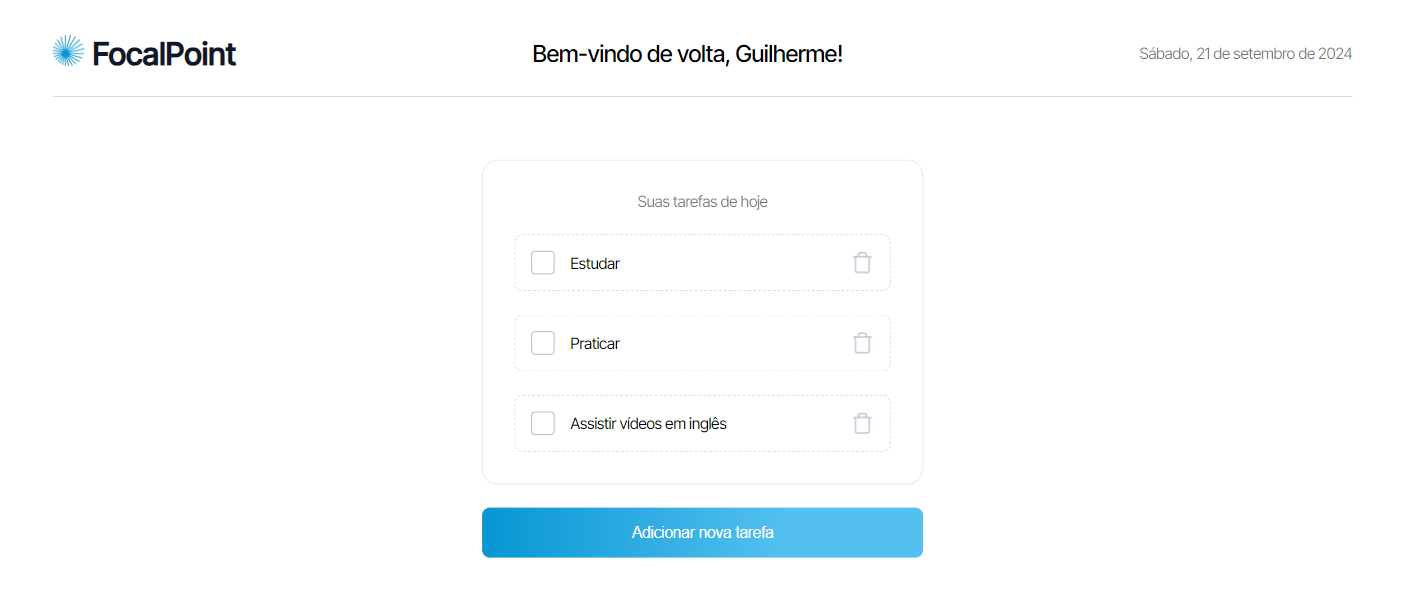 FocalPoint
Bem-vindo de volta, Guilherme!
Sábado, 21 de setembro de 2024
Suas tarefas de hoje
Estudar
Praticar
Assistir vídeos em inglês
Adicionar nova tarefa